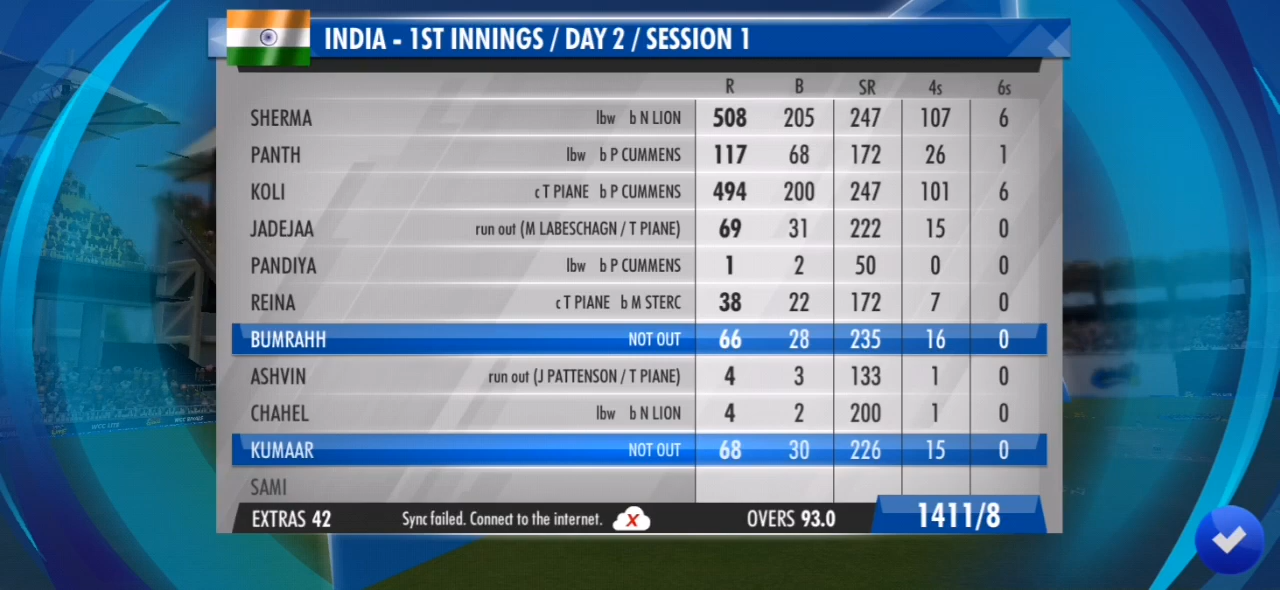 INDIA - 1ST INNINGS / DAY 2 / SESSION 1
R B SR 4s 6s
SHERMA lbw b N LION 508 205 247 107 6
PANTH lbw b P CUMMENS 117 68 172 26 1
KOLI c T PIANE b P CUMMENS 494 200 247 101 6
JADEJAA run out (M LABESCHAGN / T PIANE) 69 31 222 15 0
PANDIYA lbw b P CUMMENS 1 2 50 0 0
REINA c T PIANE b M STERC 38 22 172 7 0
BUMRAHH NOT OUT 66 28 235 16 0
ASHVIN run out (J PATTENSON / T PIANE) 4 3 133 1 0
CHAHEL lbw b N LION 4 2 200 1 0
KUMAAR NOT OUT 68 30 226 15 0
SAMI
EXTRAS 42 Sync failed. Connect to the internet. X OVERS 93.0 1411/8